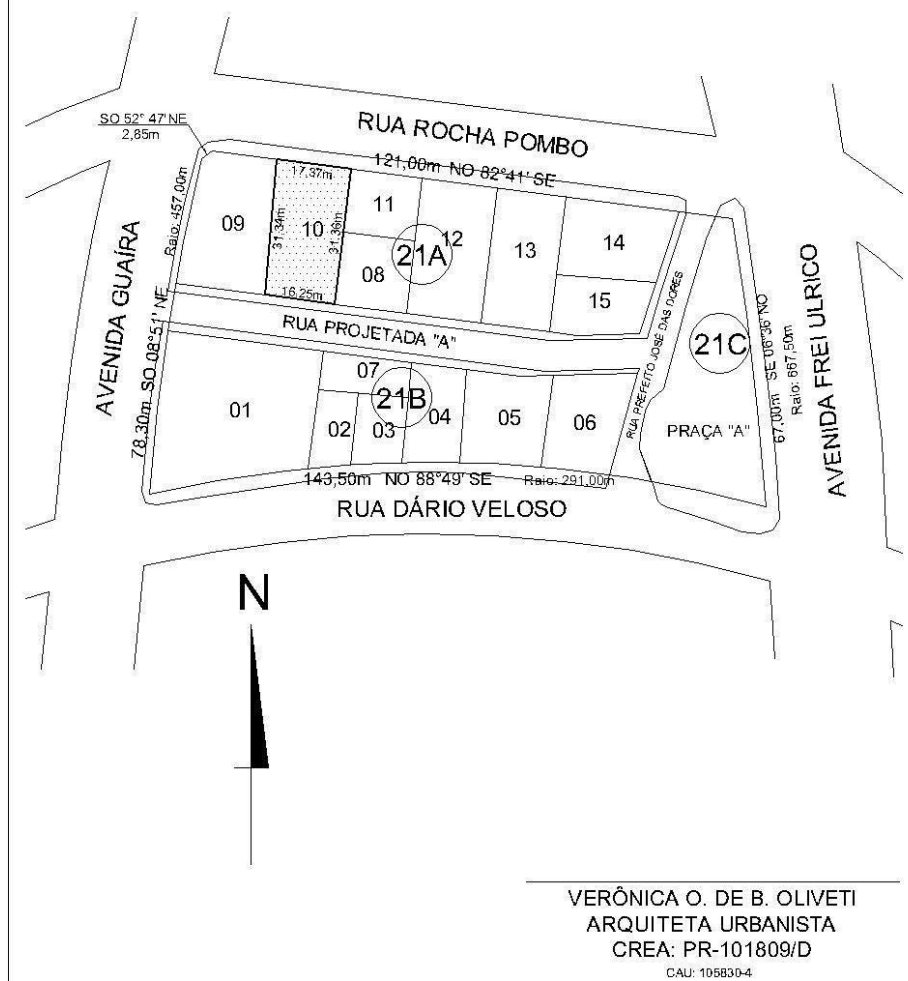 RUA ROCHA POMBO
SO 52° 47' NE
2,85m
121,00m NO 82°41' SE
17,37m
Raio: 457,00m
09
31,34m
10
31,36m
16,25m
11
08
21A
12
13
14
15
AVENIDA GUAÍRA
78,30m SO 08°51' NE
RUA PROJETADA "A"
RUA PREFEITO JOSÉ DAS DORES
21C
PRAÇA "A"
67,00m SE 06°36' NO
Raio: 667,50m
AVENIDA FREI ULRICO
01
07
21B
02
03
04
05
06
143,50m NO 88°49' SE
Raio: 291,00m
RUA DÁRIO VELOSO
N
VERÔNICA O. DE B. OLIVETI
ARQUITETA URBANISTA
CREA: PR-101809/D
CAU: 105830-4